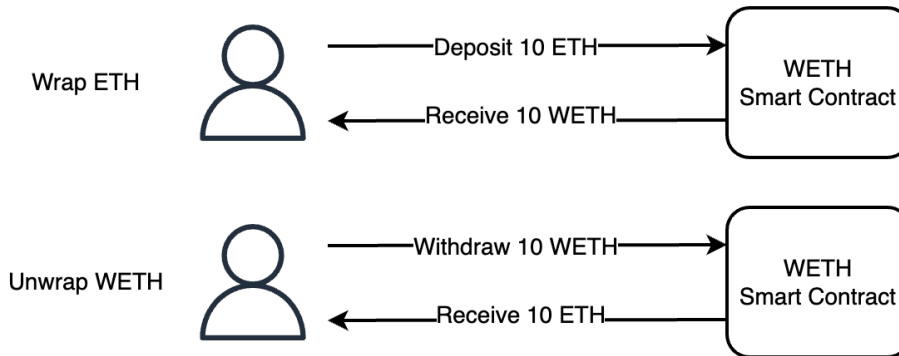 Wrap ETH
Deposit 10 ETH
Receive 10 WETH
WETH
Smart Contract
Unwrap WETH
Withdraw 10 WETH
Receive 10 ETH
WETH
Smart Contract